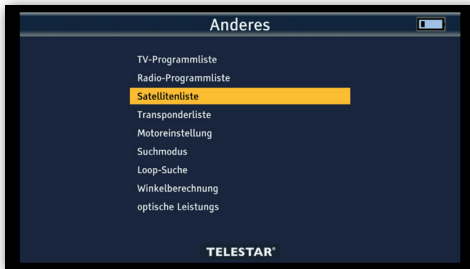 Anderes
TV-Programmliste
Radio-Programmliste
Satellitenliste
Transponderliste
Motoreinstellung
Suchmodus
Loop-Suche
Winkelberechnung
optische Leistungs
TELESTAR®